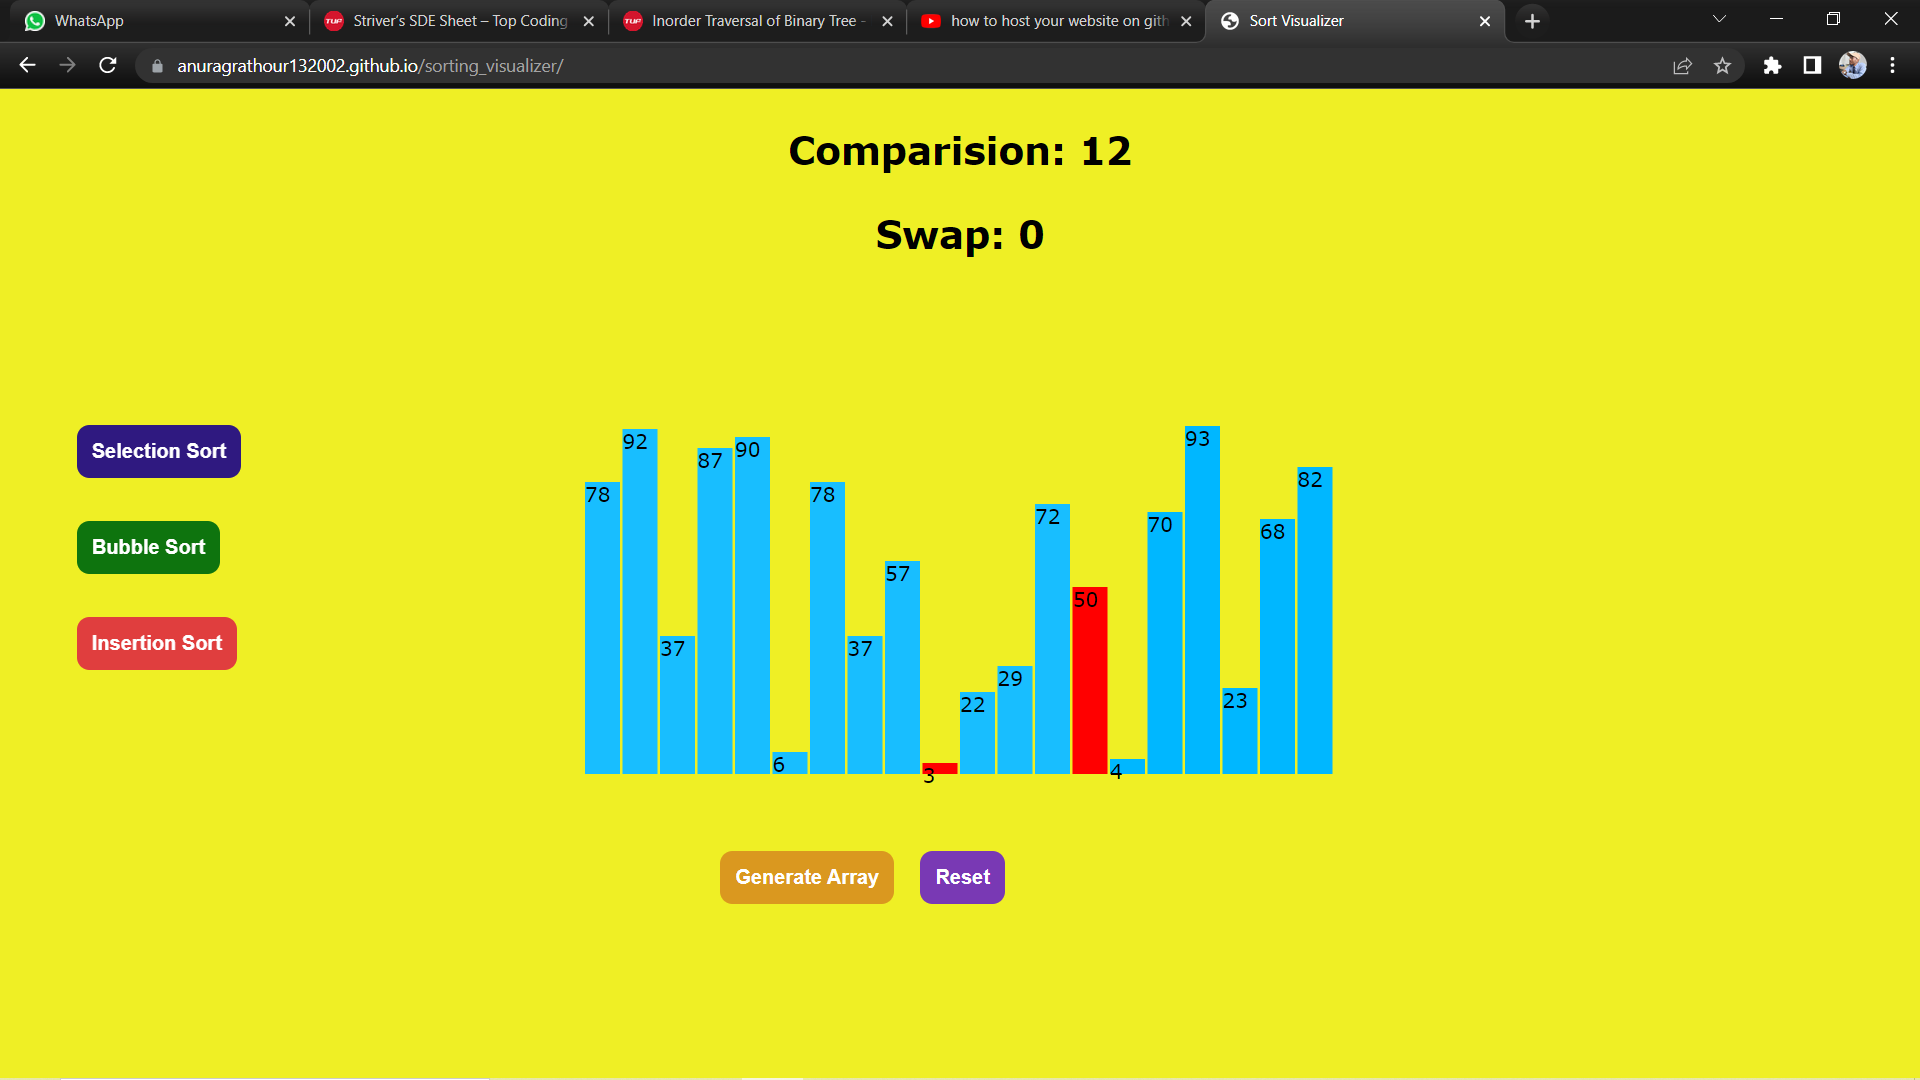 WhatsApp
Striver's SDE Sheet – Top Coding
Inorder Traversal of Binary Tree -
how to host your website on gith
Sort Visualizer
anuragrathour132002.github.io/sorting_visualizer/
Comparision: 12
Swap: 0
Selection Sort
Bubble Sort
Insertion Sort
78 92 37 87 90 6 78 37 57 3 22 29 72 50 4 70 93 23 68 82
Generate Array
Reset